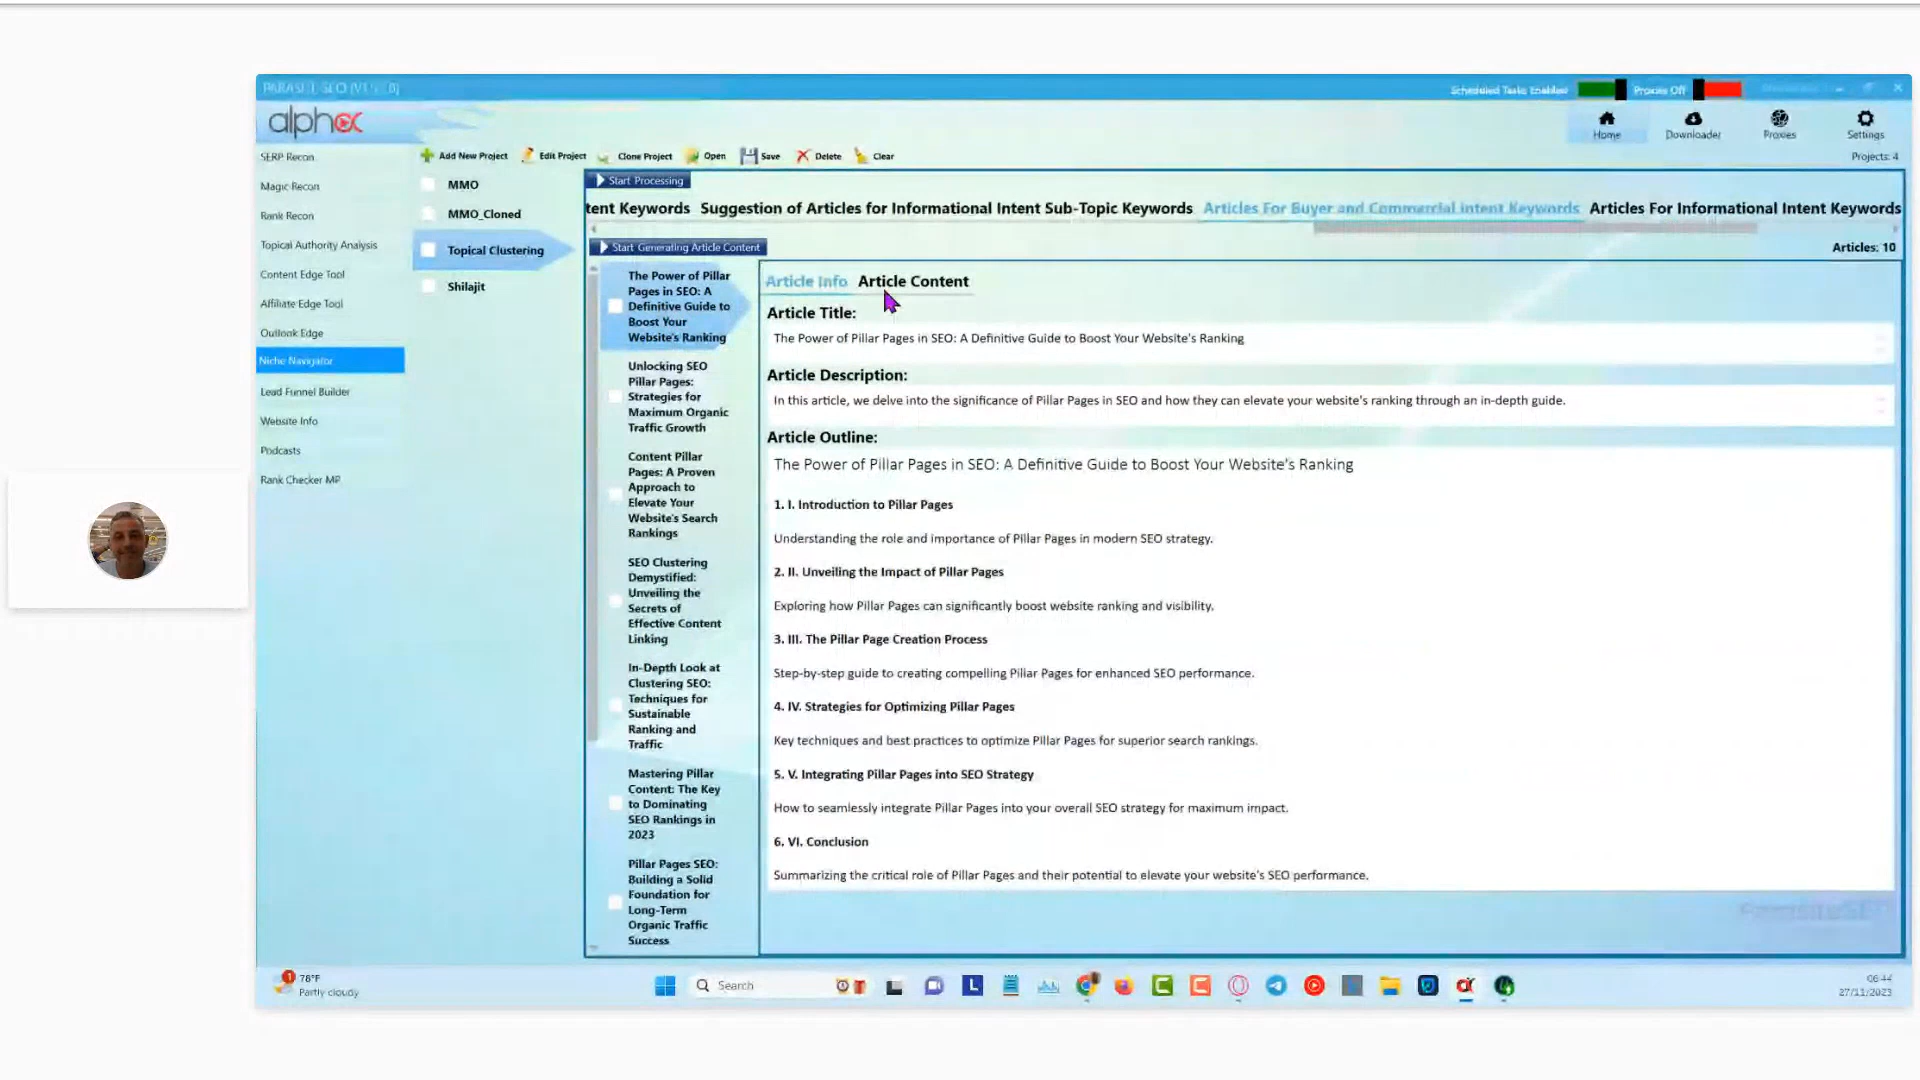 PARASITE SEO
Scheduled Tasks Enabled
Proxies Off
alphax
Home
Downloader
Proxies
Settings
SERP Recon
Magic Recon
Rank Recon
Topical Authority Analysis
Content Edge Tool
Affiliate Edge Tool
Outlook Edge
Niche Navigator
Lead Funnel Builder
Website Info
Podcasts
Rank Checker MP
Add New Project
Edit Project
Clone Project
Open
Save
Delete
Clear
Projects: 4
MMO
MMO_Cloned
Topical Clustering
Shilajit
Start Processing
tent Keywords
Suggestion of Articles for Informational Intent Sub-Topic Keywords
Articles For Buyer and Commercial Intent Keywords
Articles For Informational Intent Keywords
Start Generating Article Content
Articles: 10
The Power of Pillar
Pages in SEO: A
Definitive Guide to
Boost Your
Website's Ranking
Unlocking SEO
Pillar Pages:
Strategies for
Maximum Organic
Traffic Growth
Content Pillar
Pages: A Proven
Approach to
Elevate Your
Website's Search
Rankings
SEO Clustering
Demystified:
Unveiling the
Secrets of
Effective Content
Linking
In-Depth Look at
Clustering SEO:
Techniques for
Sustainable
Ranking and
Traffic
Mastering Pillar
Content: The Key
to Dominating
SEO Rankings in
2023
Pillar Pages SEO:
Building a Solid
Foundation for
Long-Term
Organic Traffic
Success
Article Info
Article Content
Article Title:
The Power of Pillar Pages in SEO: A Definitive Guide to Boost Your Website's Ranking
Article Description:
In this article, we delve into the significance of Pillar Pages in SEO and how they can elevate your website's ranking through an in-depth guide.
Article Outline:
The Power of Pillar Pages in SEO: A Definitive Guide to Boost Your Website's Ranking
1. I. Introduction to Pillar Pages
Understanding the role and importance of Pillar Pages in modern SEO strategy.
2. II. Unveiling the Impact of Pillar Pages
Exploring how Pillar Pages can significantly boost website ranking and visibility.
3. III. The Pillar Page Creation Process
Step-by-step guide to creating compelling Pillar Pages for enhanced SEO performance.
4. IV. Strategies for Optimizing Pillar Pages
Key techniques and best practices to optimize Pillar Pages for superior search rankings.
5. V. Integrating Pillar Pages into SEO Strategy
How to seamlessly integrate Pillar Pages into your overall SEO strategy for maximum impact.
6. VI. Conclusion
Summarizing the critical role of Pillar Pages and their potential to elevate your website's SEO performance.
1
78°F
Partly cloudy
Search
06:44
27/11/2023